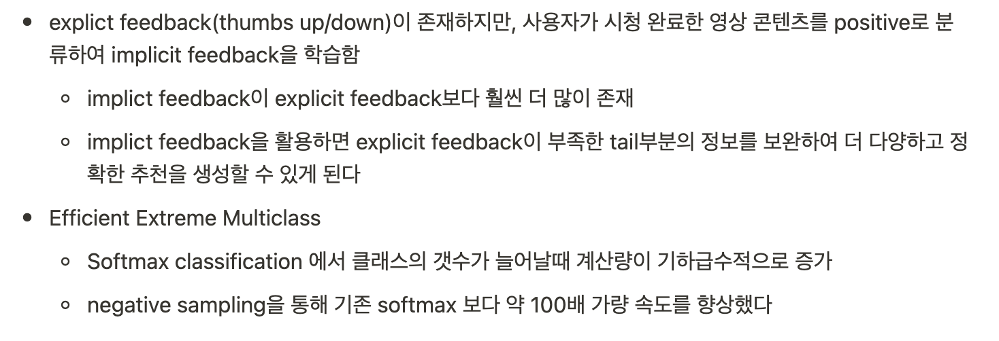 • explict feedback(thumbs up/down)이 존재하지만, 사용자가 시청 완료한 영상 콘텐츠를 positive로 분
류하여 implicit feedback을 학습함
◦ implict feedback이 explicit feedback보다 훨씬 더 많이 존재
◦ implict feedback을 활용하면 explicit feedback이 부족한 tail부분의 정보를 보완하여 더 다양하고 정
확한 추천을 생성할 수 있게 된다
• Efficient Extreme Multiclass
◦ Softmax classification 에서 클래스의 갯수가 늘어날때 계산량이 기하급수적으로 증가
◦ negative sampling을 통해 기존 softmax 보다 약 100배 가량 속도를 향상했다